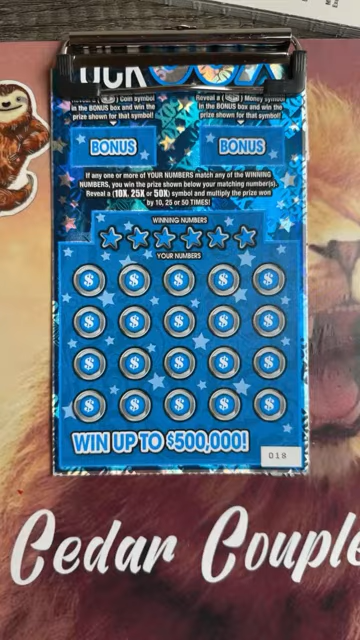 Reveal a Coin symbol
in the BONUS box and win the
prize shown for that symbol!
Reveal a Money symbol
in the BONUS box and win the
prize shown for that symbol!
BONUS
BONUS
If any one or more of YOUR NUMBERS match any of the WINNING
NUMBERS, you win the prize shown below your matching number(s).
Reveal a (10X, 25X or 50X) symbol and multiply the prize won
by 10, 25 or 50 TIMES!
WINNING NUMBERS
YOUR NUMBERS
$ $ $ $ $
$ $ $ $ $
$ $ $ $ $
$ $ $ $ $
WIN UP TO $500,000!
018
Cedar Couple